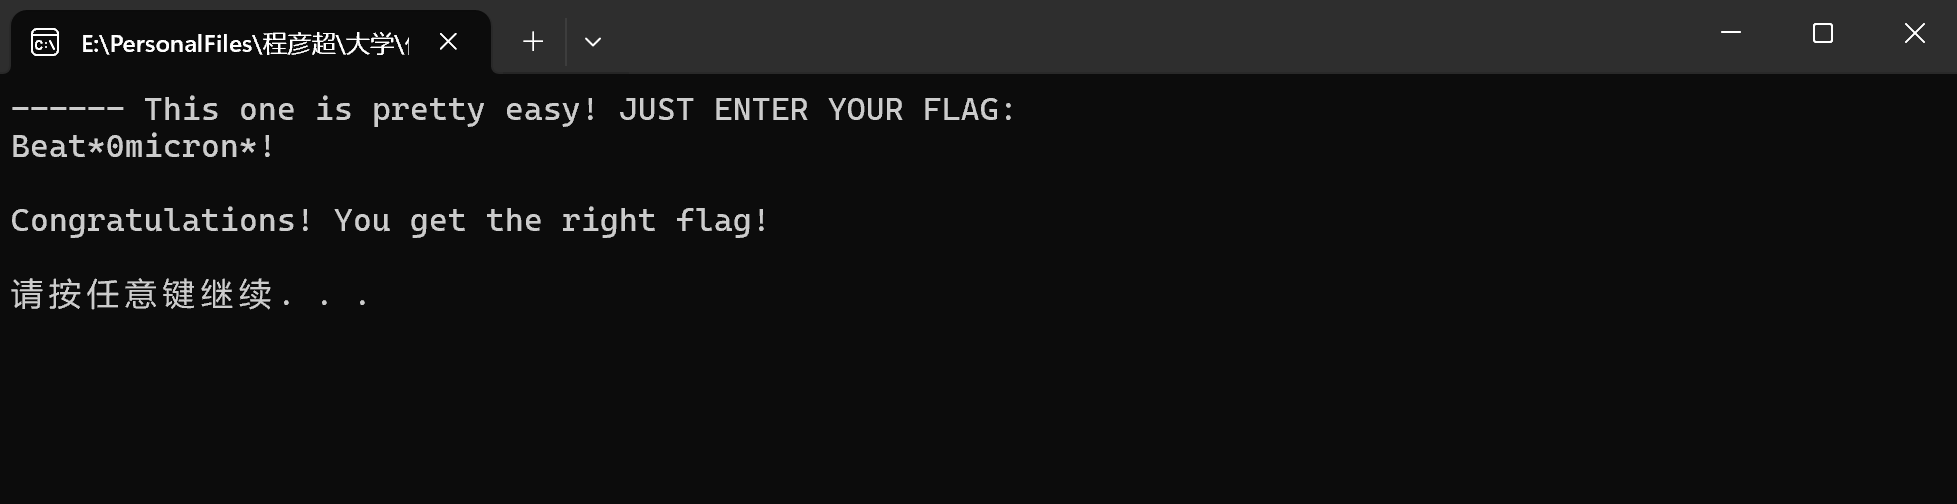 E:\PersonalFiles\程彦超\大学\
------ This one is pretty easy! JUST ENTER YOUR FLAG:
Beat*0micron*!
Congratulations! You get the right flag!
请按任意键继续. . .